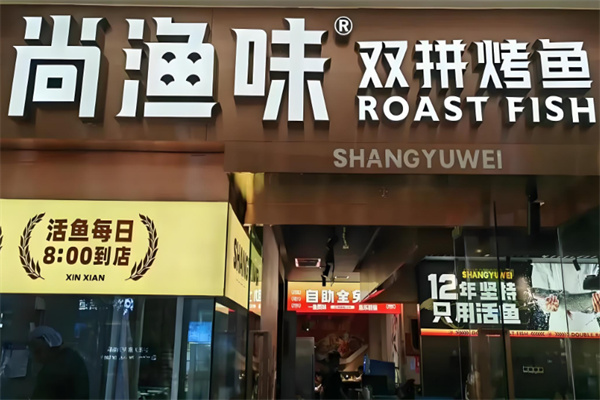 尚渔味®
双拼烤鱼
ROAST FISH
SHANGYUWEI
活鱼每日
8:00到店
XIN XIAN
SHANGYUWEI
自助全免
SHANGYUWEI
12年坚持
只用活鱼